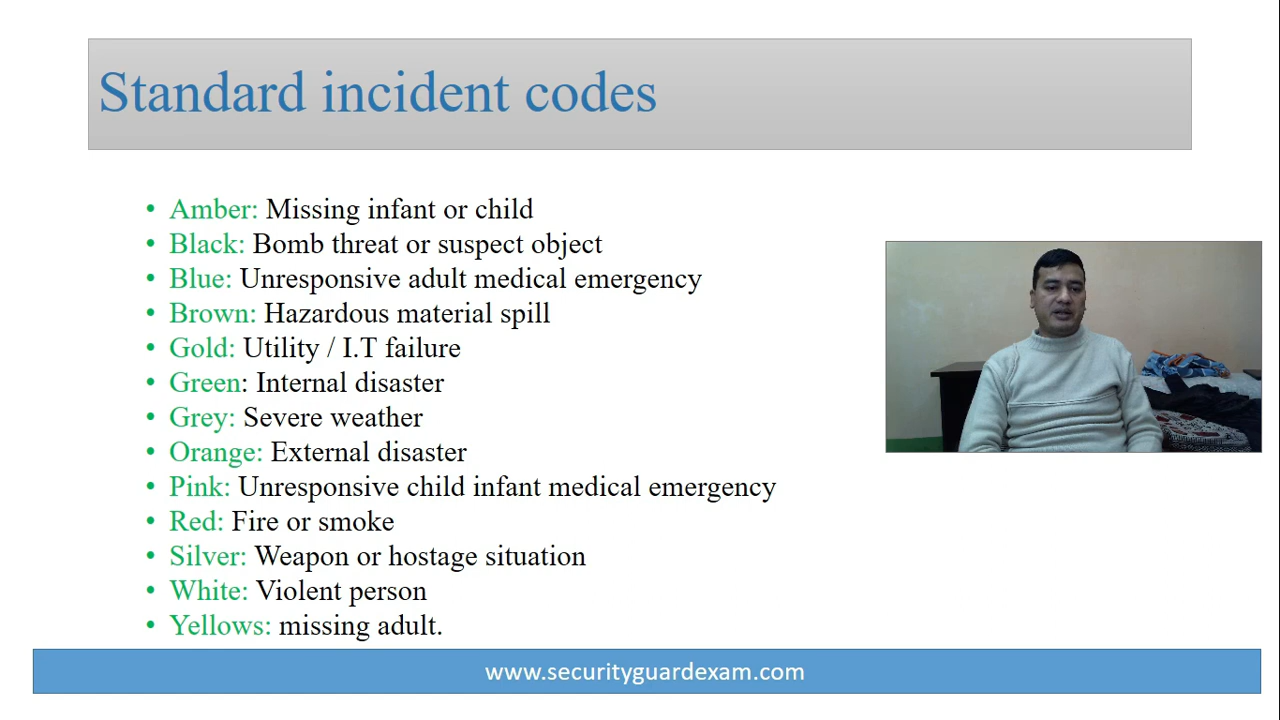 Standard incident codes
• Amber: Missing infant or child
• Black: Bomb threat or suspect object
• Blue: Unresponsive adult medical emergency
• Brown: Hazardous material spill
• Gold: Utility / I.T failure
• Green: Internal disaster
• Grey: Severe weather
• Orange: External disaster
• Pink: Unresponsive child infant medical emergency
• Red: Fire or smoke
• Silver: Weapon or hostage situation
• White: Violent person
• Yellows: missing adult.
www.securityguardexam.com